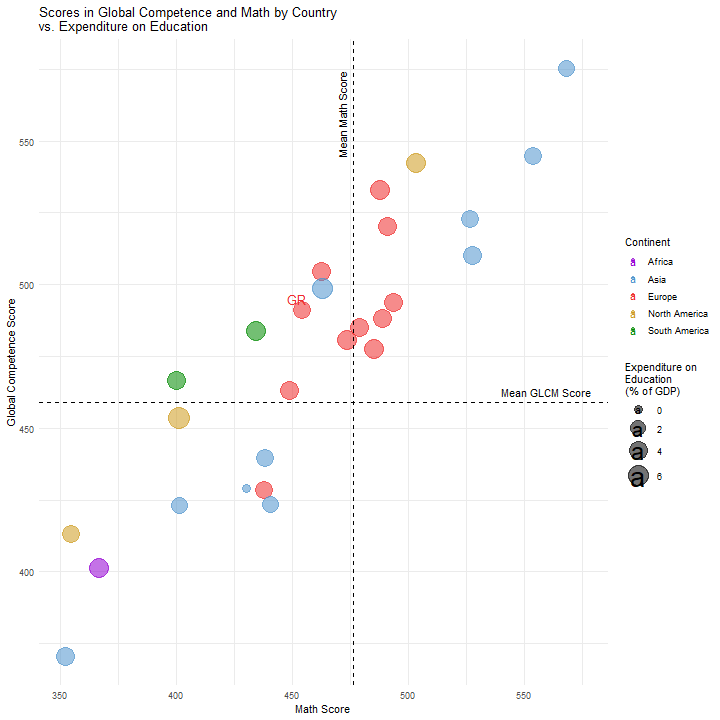 Scores in Global Competence and Math by Country
vs. Expenditure on Education
Global Competence Score
550
500
450
400
Mean Math Score
GR
Mean GLCM Score
350
400
450
500
550
Math Score
Continent
a Africa
a Asia
a Europe
a North America
a South America
Expenditure on
Education
(% of GDP)
a 0
a 2
a 4
a 6